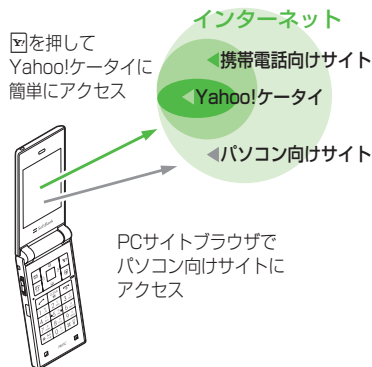 インターネット
Y!を押して
Yahoo!ケータイに
簡単にアクセス
携帯電話向けサイト
Yahoo!ケータイ
パソコン向けサイト
PCサイトブラウザで
パソコン向けサイトに
アクセス
SoftBank